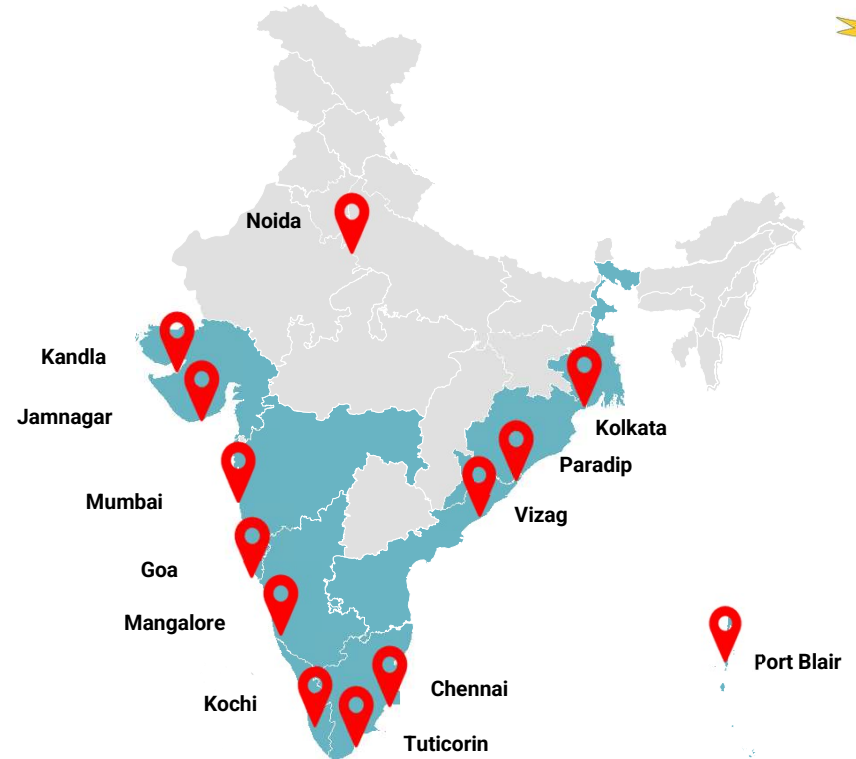 Noida
Kandla
Jamnagar
Kolkata
Paradip
Mumbai
Vizag
Goa
Mangalore
Port Blair
Chennai
Kochi
Tuticorin